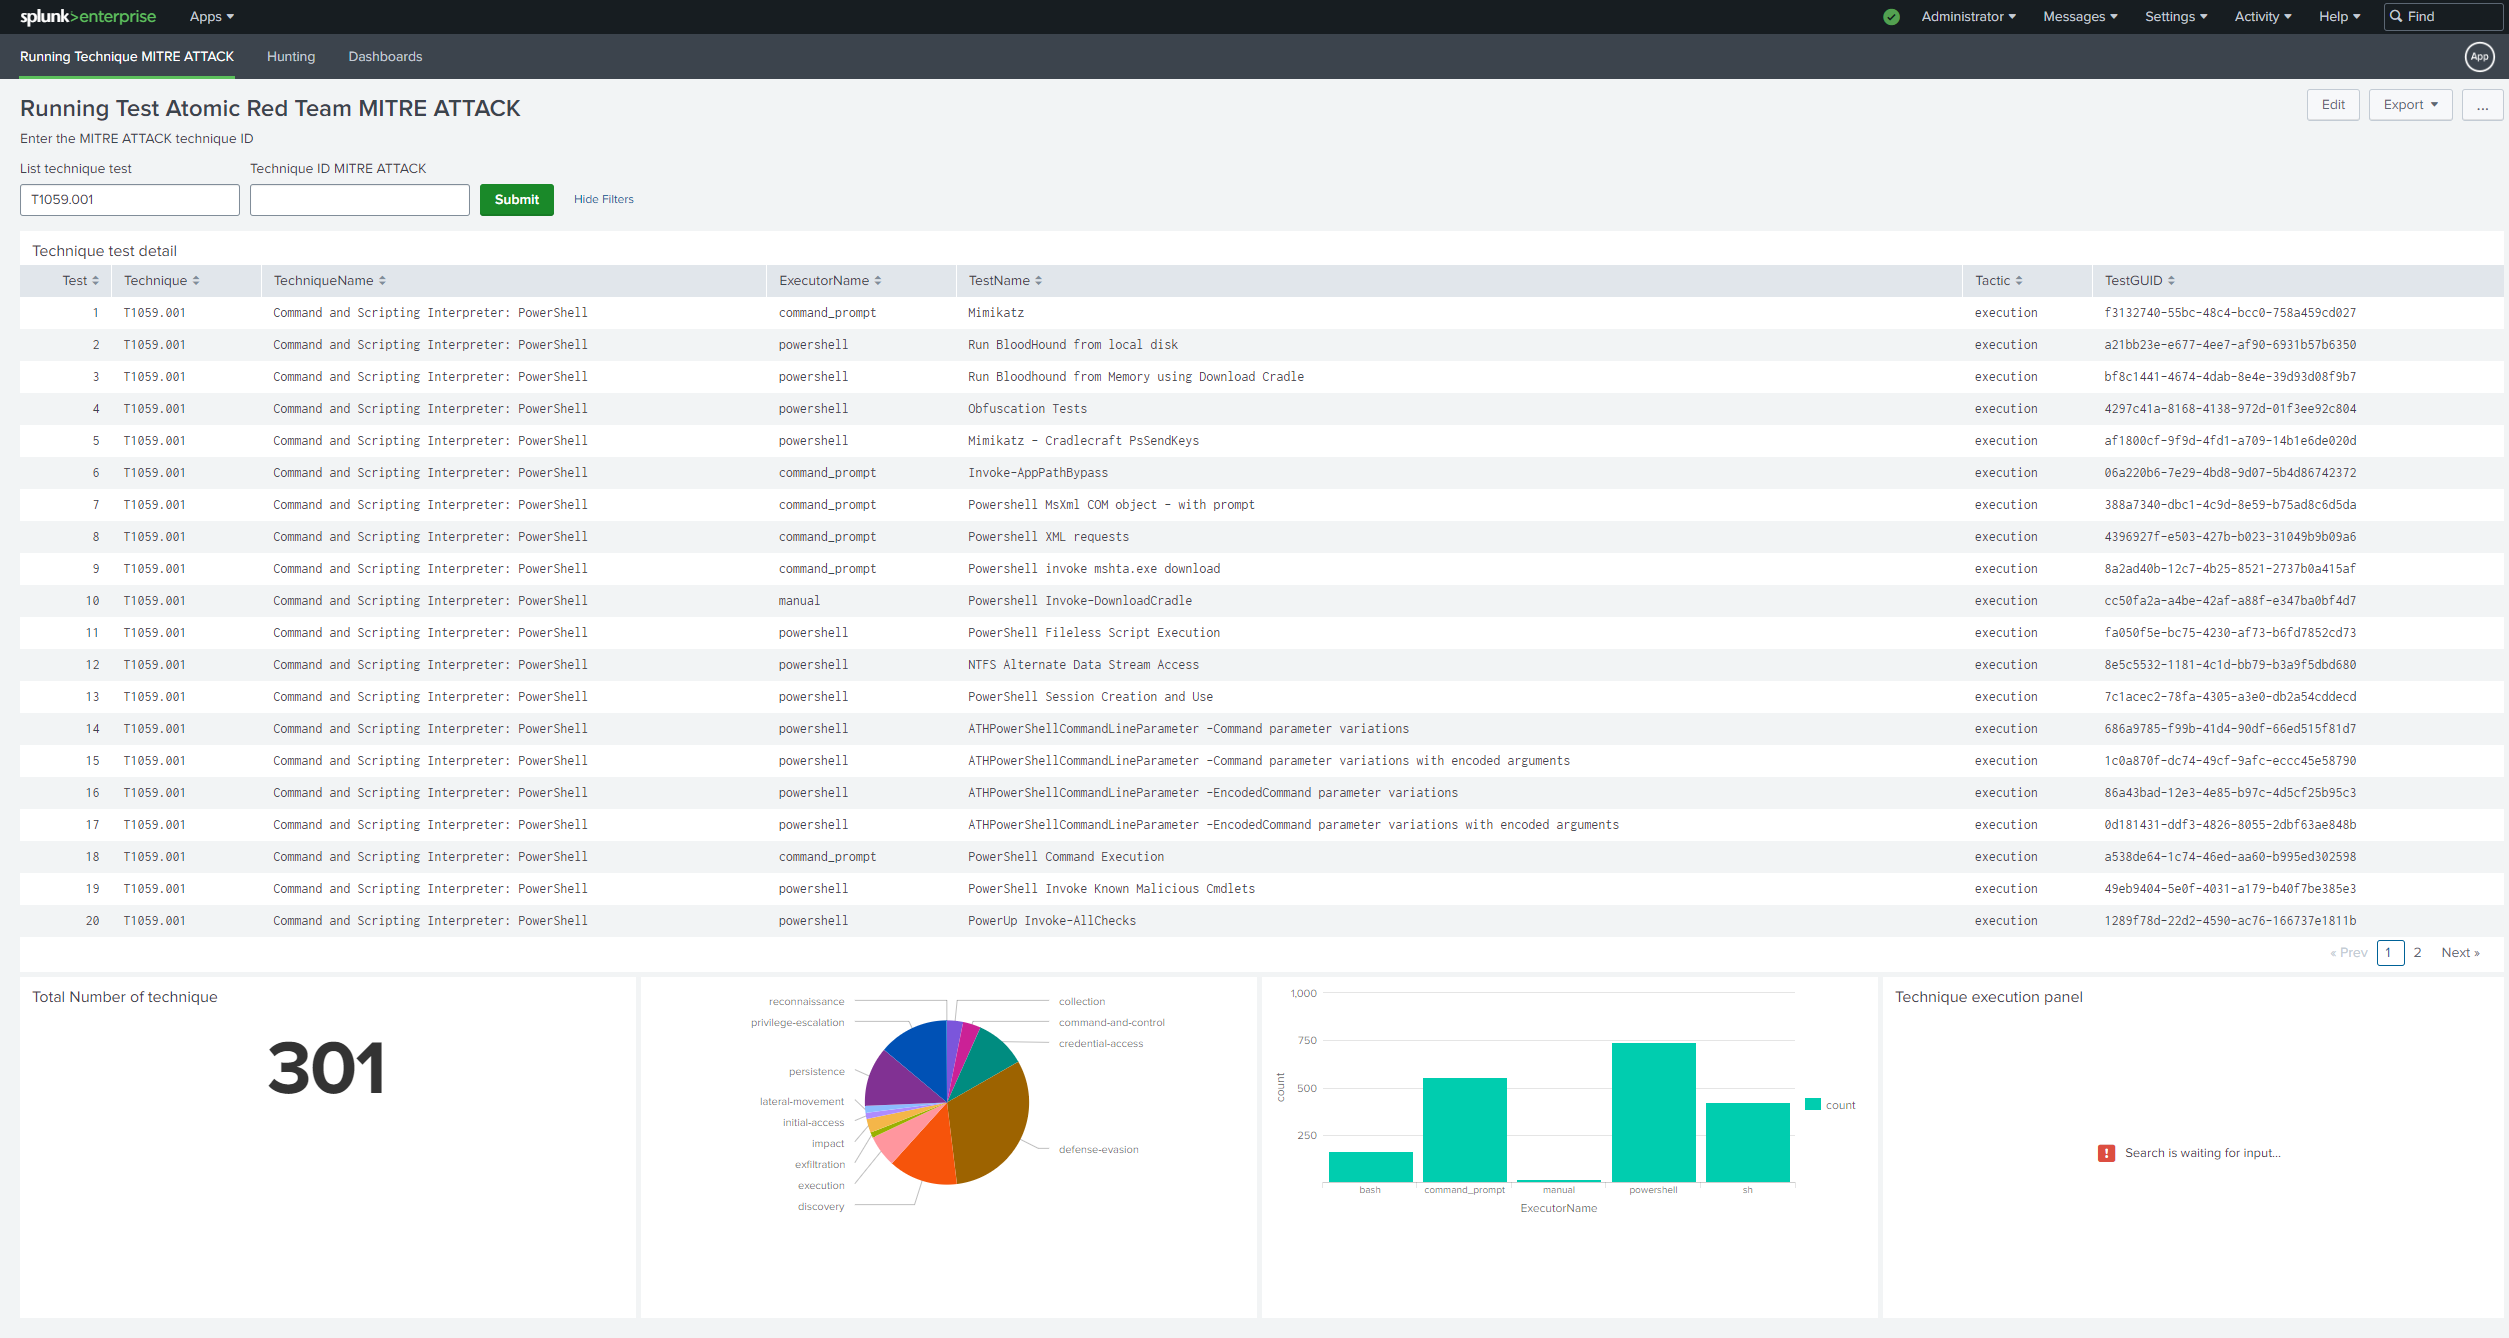 splunk>enterprise Apps Administrator Messages Settings Activity Help Find
Running Technique MITRE ATTACK Hunting Dashboards App
Running Test Atomic Red Team MITRE ATTACK Edit Export ...
Enter the MITRE ATTACK technique ID
List technique test Technique ID MITRE ATTACK
T1059.001 Submit Hide Filters
Technique test detail
Test Technique TechniqueName ExecutorName TestName Tactic TestGUID
1 T1059.001 Command and Scripting Interpreter: PowerShell command_prompt Mimikatz execution f3132740-55bc-48c4-bcc0-758a459cd027
2 T1059.001 Command and Scripting Interpreter: PowerShell powershell Run BloodHound from local disk execution a21bb23e-e677-4ee7-af90-6931b57b6350
3 T1059.001 Command and Scripting Interpreter: PowerShell powershell Run Bloodhound from Memory using Download Cradle execution bf8c1441-4674-4dab-8e4e-39d93d08f9b7
4 T1059.001 Command and Scripting Interpreter: PowerShell powershell Obfuscation Tests execution 4297c41a-8168-4138-972d-01f3ee92c804
5 T1059.001 Command and Scripting Interpreter: PowerShell powershell Mimikatz - Cradlecraft PsSendKeys execution af1800cf-9f9d-4fd1-a709-14b1e6de020d
6 T1059.001 Command and Scripting Interpreter: PowerShell command_prompt Invoke-AppPathBypass execution 06a220b6-7e29-4bd8-9d07-5b4d86742372
7 T1059.001 Command and Scripting Interpreter: PowerShell command_prompt Powershell MsXml COM object - with prompt execution 388a7340-dbc1-4c9d-8e59-b75ad8c6d5da
8 T1059.001 Command and Scripting Interpreter: PowerShell command_prompt Powershell XML requests execution 4396927f-e503-427b-b023-31049b9b09a6
9 T1059.001 Command and Scripting Interpreter: PowerShell command_prompt Powershell invoke mshta.exe download execution 8a2ad40b-12c7-4b25-8521-2737b0a415af
10 T1059.001 Command and Scripting Interpreter: PowerShell manual Powershell Invoke-DownloadCradle execution cc50fa2a-a4be-42af-a88f-e347ba0bf4d7
11 T1059.001 Command and Scripting Interpreter: PowerShell powershell PowerShell Fileless Script Execution execution fa050f5e-bc75-4230-af73-b6fd7852cd73
12 T1059.001 Command and Scripting Interpreter: PowerShell powershell NTFS Alternate Data Stream Access execution 8e5c5532-1181-4c1d-bb79-b3a9f5dbd680
13 T1059.001 Command and Scripting Interpreter: PowerShell powershell PowerShell Session Creation and Use execution 7c1acec2-78fa-4305-a3e0-db2a54cddecd
14 T1059.001 Command and Scripting Interpreter: PowerShell powershell ATHPowerShellCommandLineParameter -Command parameter variations execution 686a9785-f99b-41d4-90df-66ed515f81d7
15 T1059.001 Command and Scripting Interpreter: PowerShell powershell ATHPowerShellCommandLineParameter -Command parameter variations with encoded arguments execution 1c0a870f-dc74-49cf-9afc-eccc45e58790
16 T1059.001 Command and Scripting Interpreter: PowerShell powershell ATHPowerShellCommandLineParameter -EncodedCommand parameter variations execution 86a43bad-12e3-4e85-b97c-4d5cf25b95c3
17 T1059.001 Command and Scripting Interpreter: PowerShell powershell ATHPowerShellCommandLineParameter -EncodedCommand parameter variations with encoded arguments execution 0d181431-ddf3-4826-8055-2dbf63ae848b
18 T1059.001 Command and Scripting Interpreter: PowerShell command_prompt PowerShell Command Execution execution a538de64-1c74-46ed-aa60-b995ed302598
19 T1059.001 Command and Scripting Interpreter: PowerShell powershell PowerShell Invoke Known Malicious Cmdlets execution 49eb9404-5e0f-4031-a179-b40f7be385e3
20 T1059.001 Command and Scripting Interpreter: PowerShell powershell PowerUp Invoke-AllChecks execution 1289f78d-22d2-4590-ac76-166737e1811b
« Prev 1 2 Next »
Total Number of technique
301
reconnaissance
privilege-escalation
persistence
lateral-movement
initial-access
impact
exfiltration
execution
discovery
collection
command-and-control
credential-access
defense-evasion
1,000
750
500
250
count
bash command_prompt manual powershell sh
ExecutorName
count
Technique execution panel
! Search is waiting for input...